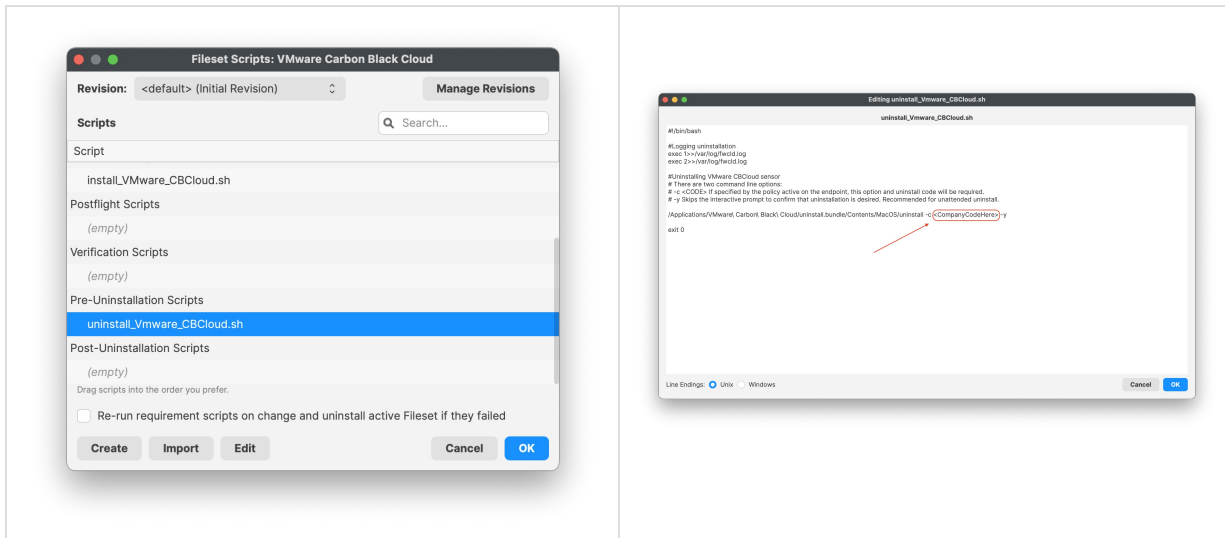 Fileset Scripts: VMware Carbon Black Cloud
Revision: <default> (Initial Revision) Manage Revisions
Scripts Search...
Script
install_VMware_CBCloud.sh
Postflight Scripts
(empty)
Verification Scripts
(empty)
Pre-Uninstallation Scripts
uninstall_Vmware_CBCloud.sh
Post-Uninstallation Scripts
(empty)
Drag scripts into the order you prefer.
Re-run requirement scripts on change and uninstall active Fileset if they failed
Create Import Edit Cancel OK
Editing uninstall_Vmware_CBCloud.sh
uninstall_Vmware_CBCloud.sh
#!/bin/bash
#Logging uninstallation
exec 1>>/var/log/fwcld.log
exec 2>>/var/log/fwcld.log
#Uninstalling VMware CBCloud sensor
# There are two command line options:
# -c <CODE> If specified by the policy active on the endpoint, this option and uninstall code will be required.
# -y Skips the interactive prompt to confirm that uninstallation is desired. Recommended for unattended uninstall.
/Applications/VMware\ Carbon\ Black\ Cloud/uninstall.bundle/Contents/MacOS/uninstall -c <CompanyCodeHere> -y
exit 0
Line Endings: Unix Windows Cancel OK